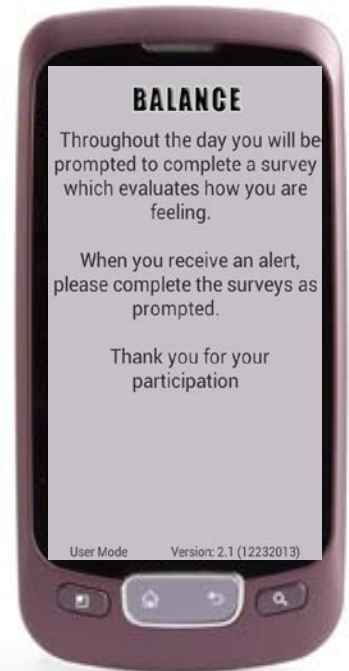 BALANCE
Throughout the day you will be
prompted to complete a survey
which evaluates how you are
feeling.
When you receive an alert,
please complete the surveys as
prompted.
Thank you for your
participation
User Mode Version: 2.1 (12232013)